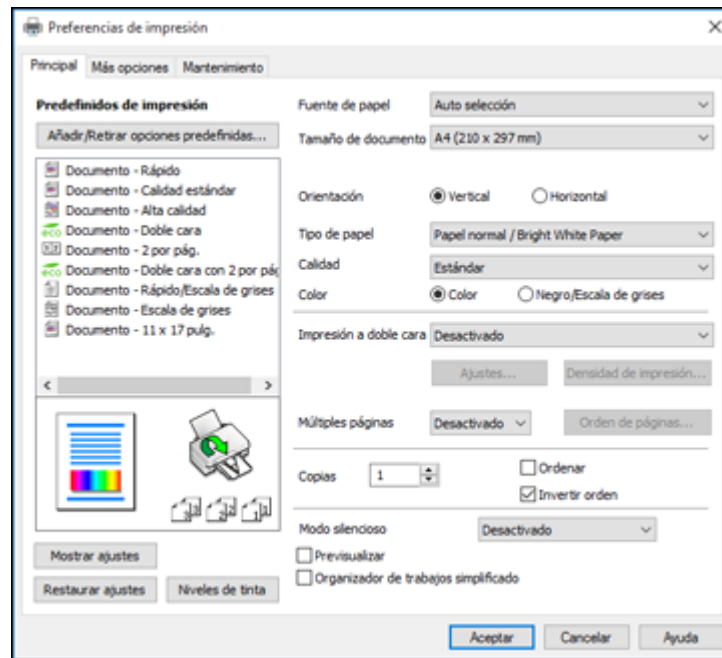 Preferencias de impresión
Principal Más opciones Mantenimiento
Predefinidos de impresión
Añadir/Retirar opciones predefinidas...
Documento - Rápido
Documento - Calidad estándar
Documento - Alta calidad
Documento - Doble cara
Documento - 2 por pág.
Documento - Doble cara con 2 por pág
Documento - Rápido/Escala de grises
Documento - Escala de grises
Documento - 11 x 17 pulg.
Mostrar ajustes
Restaurar ajustes Niveles de tinta
Fuente de papel Auto selección
Tamaño de documento A4 (210 x 297 mm)
Orientación Vertical Horizontal
Tipo de papel Papel normal / Bright White Paper
Calidad Estándar
Color Color Negro/Escala de grises
Impresión a doble cara Desactivado
Ajustes... Densidad de impresión...
Múltiples páginas Desactivado Orden de páginas...
Copias 1 Ordenar
Invertir orden
Modo silencioso Desactivado
Previsualizar
Organizador de trabajos simplificado
Aceptar Cancelar Ayuda